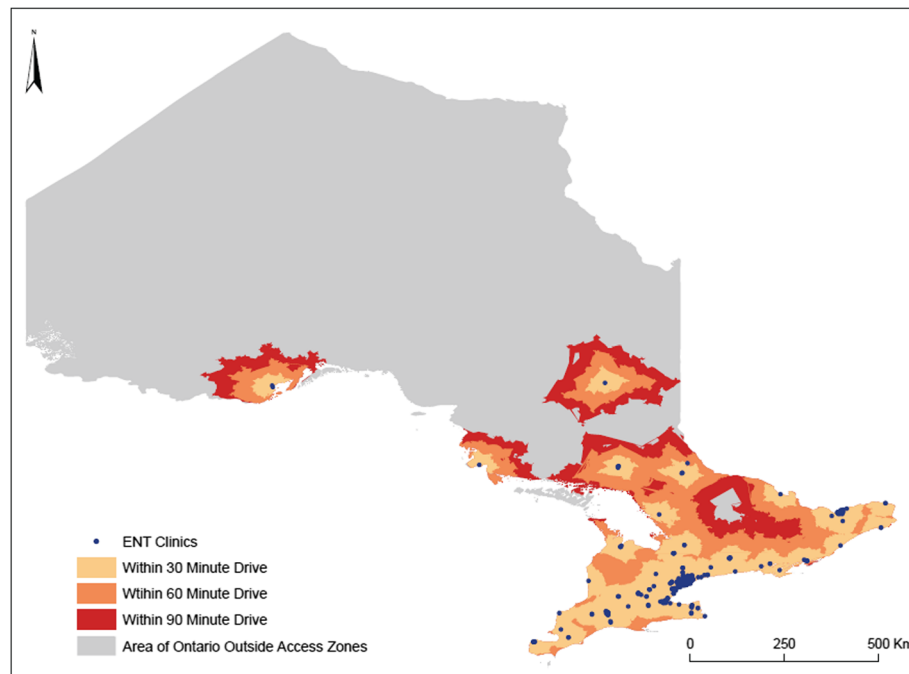 N
ENT Clinics
Within 30 Minute Drive
Wtihin 60 Minute Drive
Within 90 Minute Drive
Area of Ontario Outside Access Zones
0 250 500 Kn